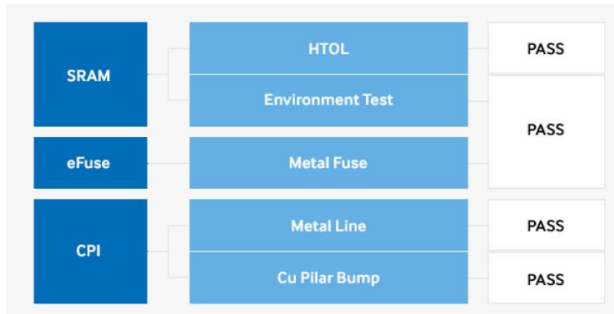 SRAM
HTOL
PASS
Environment Test
PASS
eFuse
Metal Fuse
CPI
Metal Line
PASS
Cu Pilar Bump
PASS